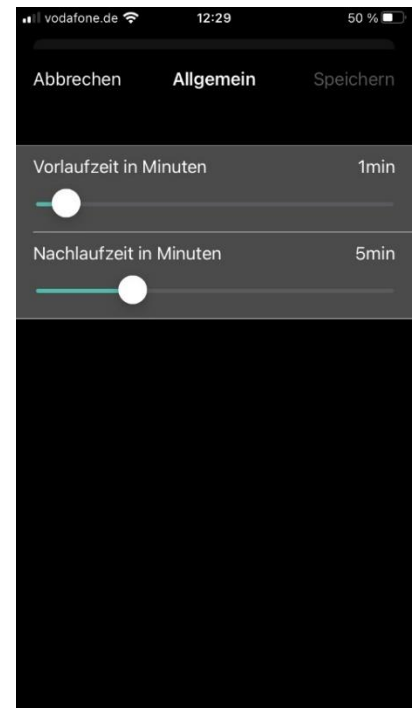 vodafone.de 12:29 50 %
Abbrechen Allgemein Speichern
Vorlaufzeit in Minuten 1min
Nachlaufzeit in Minuten 5min